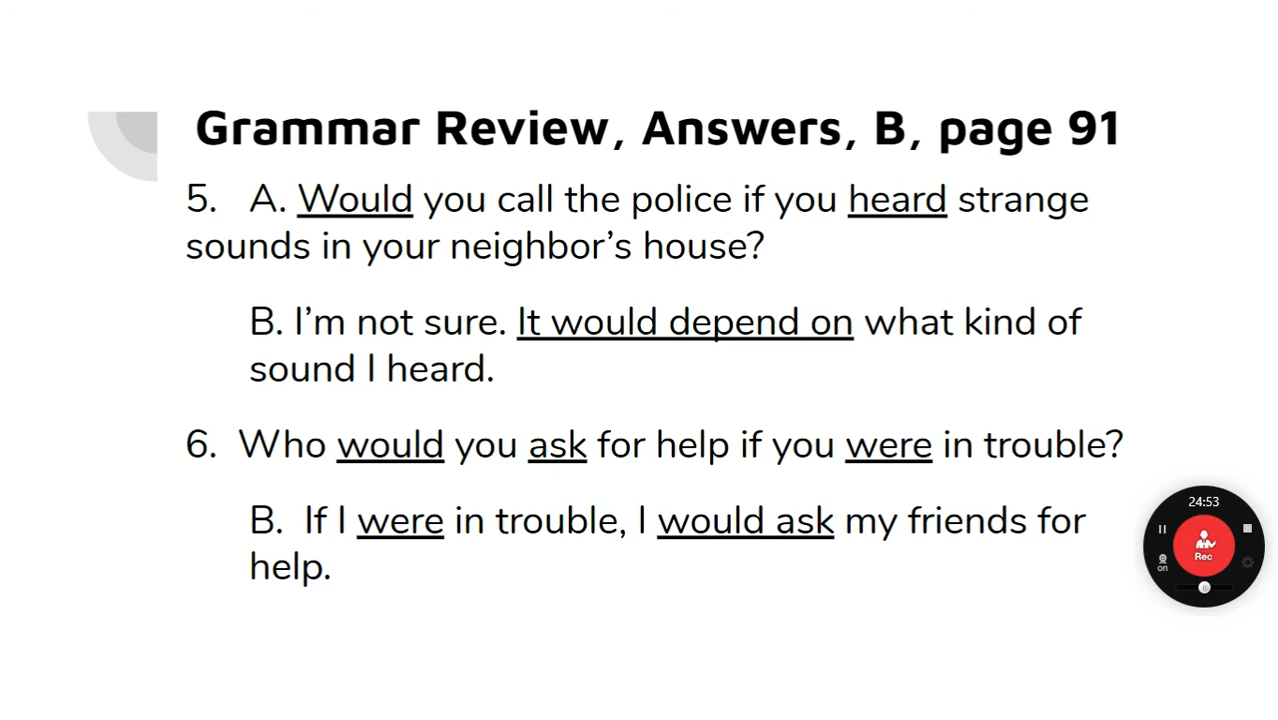 Grammar Review, Answers, B, page 91
5. A. Would you call the police if you heard strange
sounds in your neighbor’s house?
B. I’m not sure. It would depend on what kind of
sound I heard.
6. Who would you ask for help if you were in trouble?
B. If I were in trouble, I would ask my friends for
help.
24:53
Rec
on